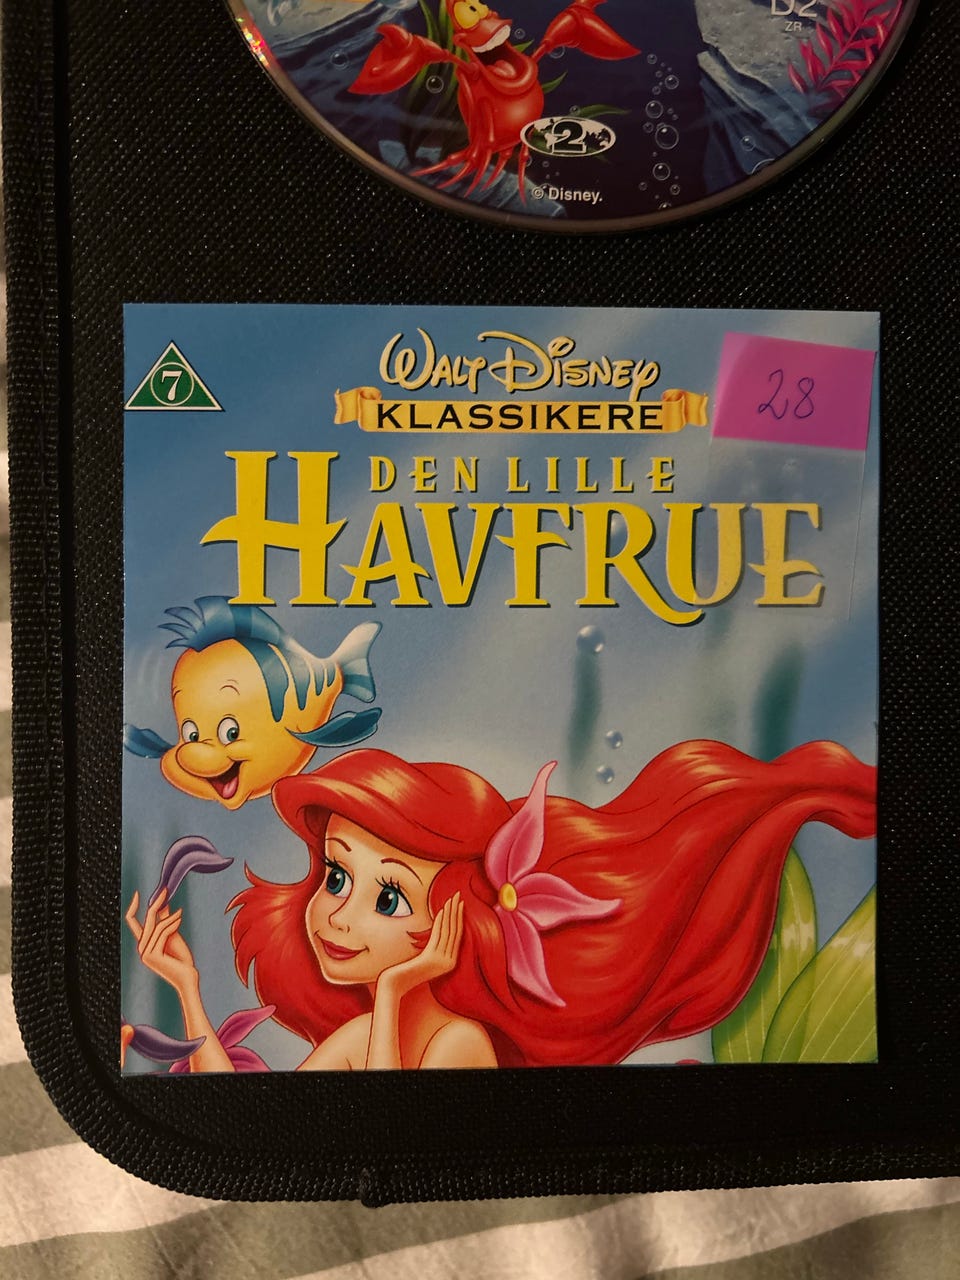 D2
ZR
2
© Disney.
7
WALT DISNEY
KLASSIKERE
28
DEN LILLE
HAVFRUE